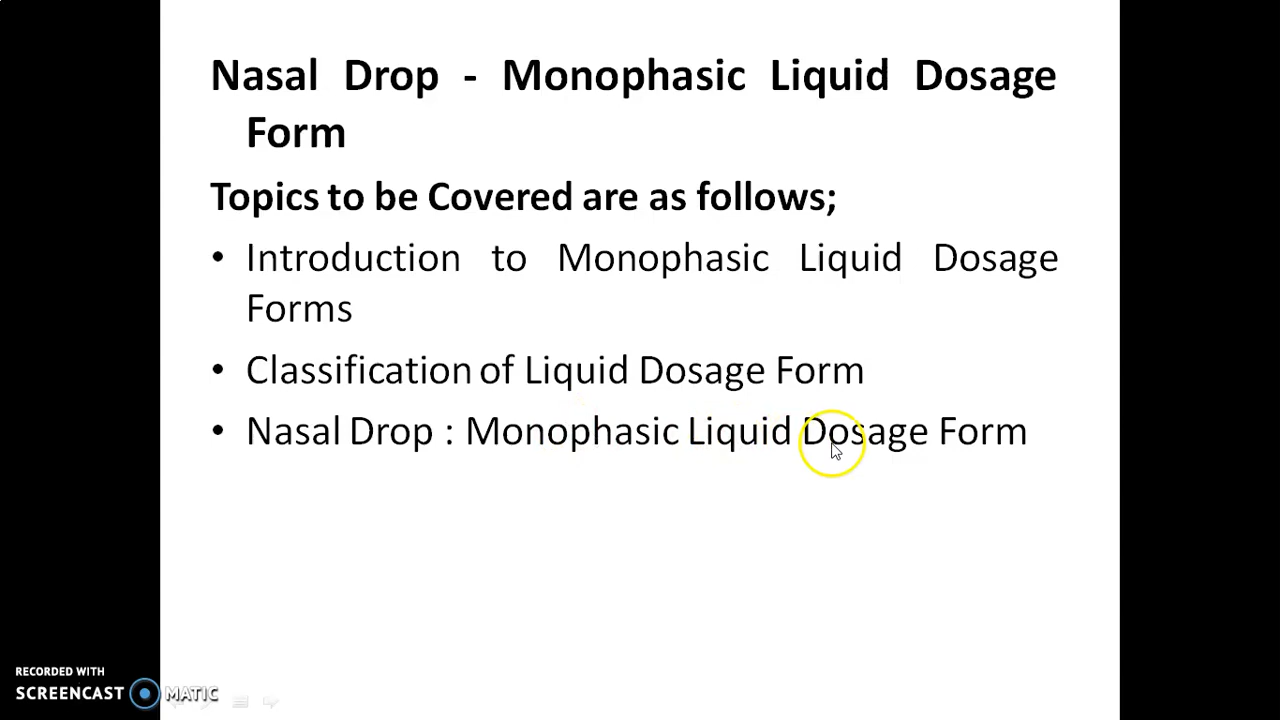 Nasal Drop - Monophasic Liquid Dosage
Form
Topics to be Covered are as follows;
• Introduction to Monophasic Liquid Dosage
Forms
• Classification of Liquid Dosage Form
• Nasal Drop : Monophasic Liquid Dosage Form
RECORDED WITH
SCREENCAST MATIC